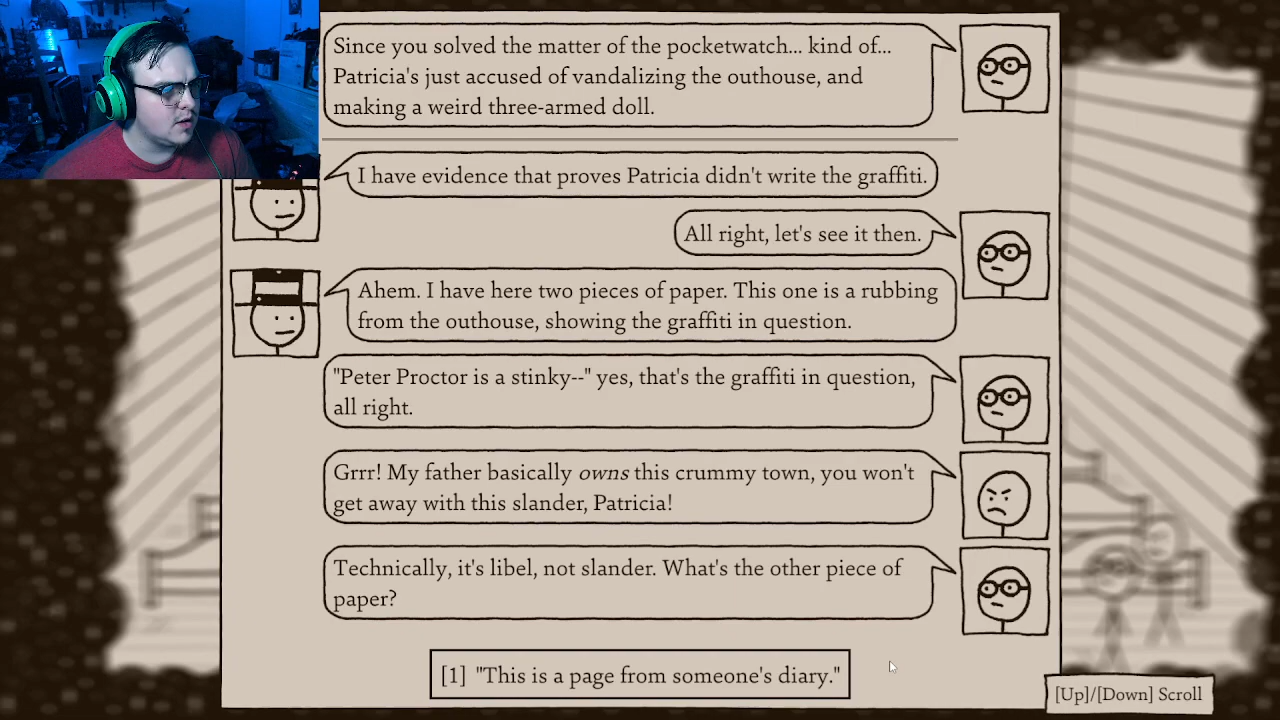 Since you solved the matter of the pocketwatch... kind of...
Patricia's just accused of vandalizing the outhouse, and
making a weird three-armed doll.
I have evidence that proves Patricia didn't write the graffiti.
All right, let's see it then.
Ahem. I have here two pieces of paper. This one is a rubbing
from the outhouse, showing the graffiti in question.
"Peter Proctor is a stinky--" yes, that's the graffiti in question,
all right.
Grrr! My father basically owns this crummy town, you won't
get away with this slander, Patricia!
Technically, it's libel, not slander. What's the other piece of
paper?
[1] "This is a page from someone's diary."
[Up]/[Down] Scroll